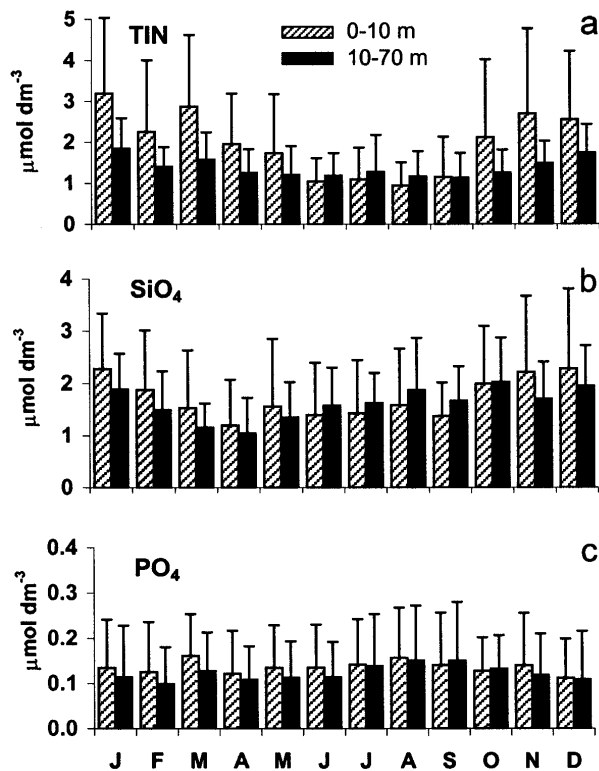 a
TIN
0-10 m
10-70 m
μmol dm-3
5
4
3
2
1
0
b
SiO4
μmol dm-3
4
3
2
1
0
c
PO4
μmol dm-3
0.4
0.3
0.2
0.1
0.0
J F M A M J J A S O N D